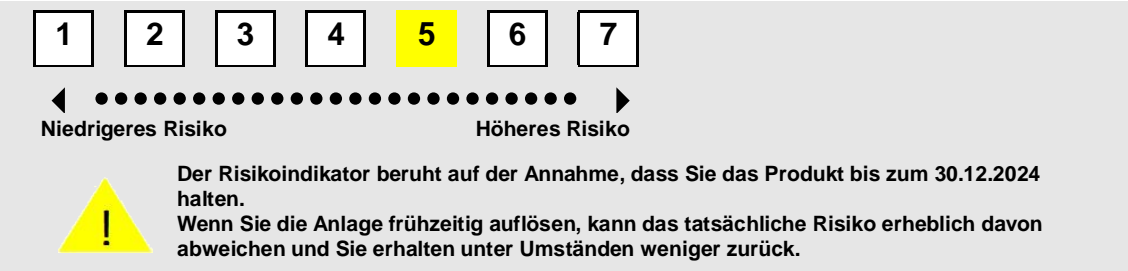 1 2 3 4 5 6 7
Niedrigeres Risiko Höheres Risiko
Der Risikoindikator beruht auf der Annahme, dass Sie das Produkt bis zum 30.12.2024
halten.
Wenn Sie die Anlage frühzeitig auflösen, kann das tatsächliche Risiko erheblich davon
abweichen und Sie erhalten unter Umständen weniger zurück.
!